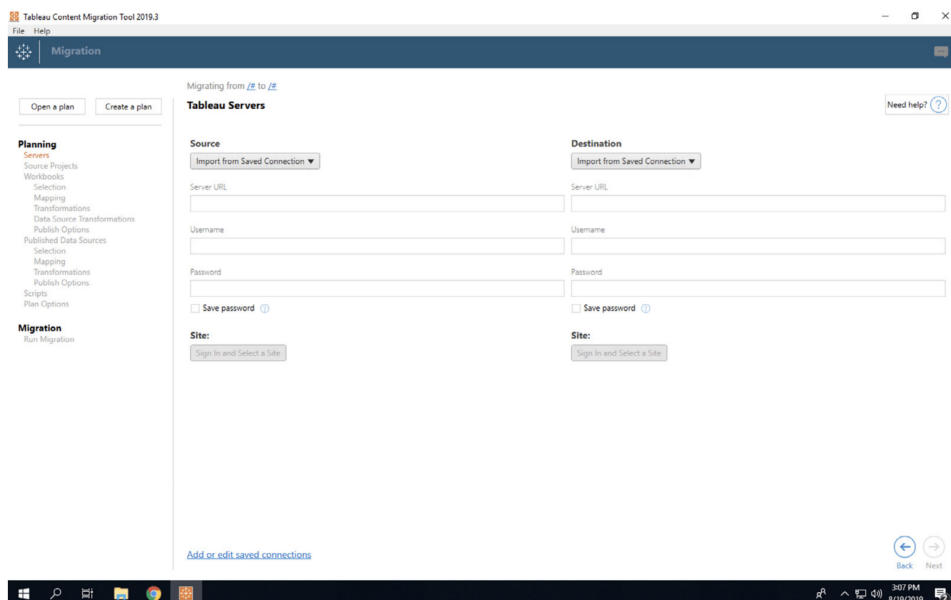 Tableau Content Migration Tool 2019.3
File Help
Migration
Migrating from /# to /#
Open a plan Create a plan
Tableau Servers
Need help? ?
Planning
Servers
Source Projects
Workbooks
Selection
Mapping
Transformations
Data Source Transformations
Publish Options
Published Data Sources
Selection
Mapping
Transformations
Publish Options
Scripts
Plan Options
Migration
Run Migration
Source
Import from Saved Connection
Server URL
Username
Password
Save password
Site:
Sign In and Select a Site
Destination
Import from Saved Connection
Server URL
Username
Password
Save password
Site:
Sign In and Select a Site
Add or edit saved connections
Back Next
3:07 PM
8/19/2019